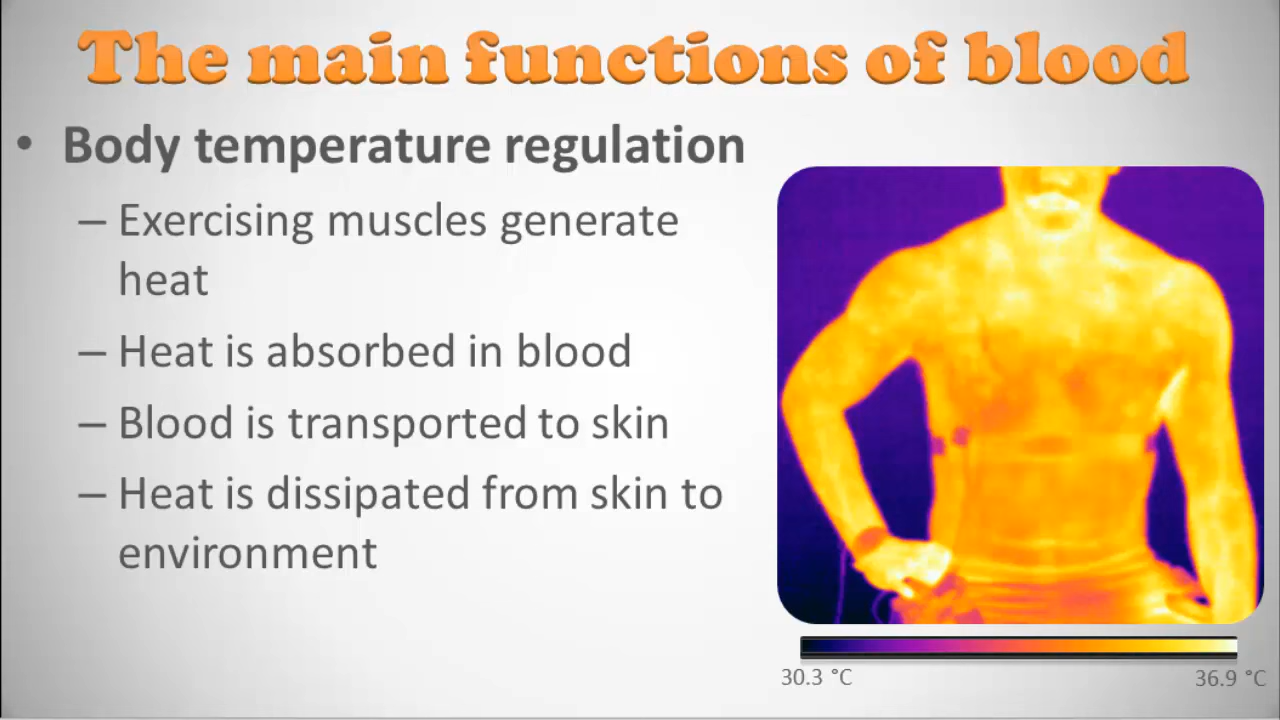 The main functions of blood
• Body temperature regulation
– Exercising muscles generate
heat
– Heat is absorbed in blood
– Blood is transported to skin
– Heat is dissipated from skin to
environment
30.3 °C
36.9 °C